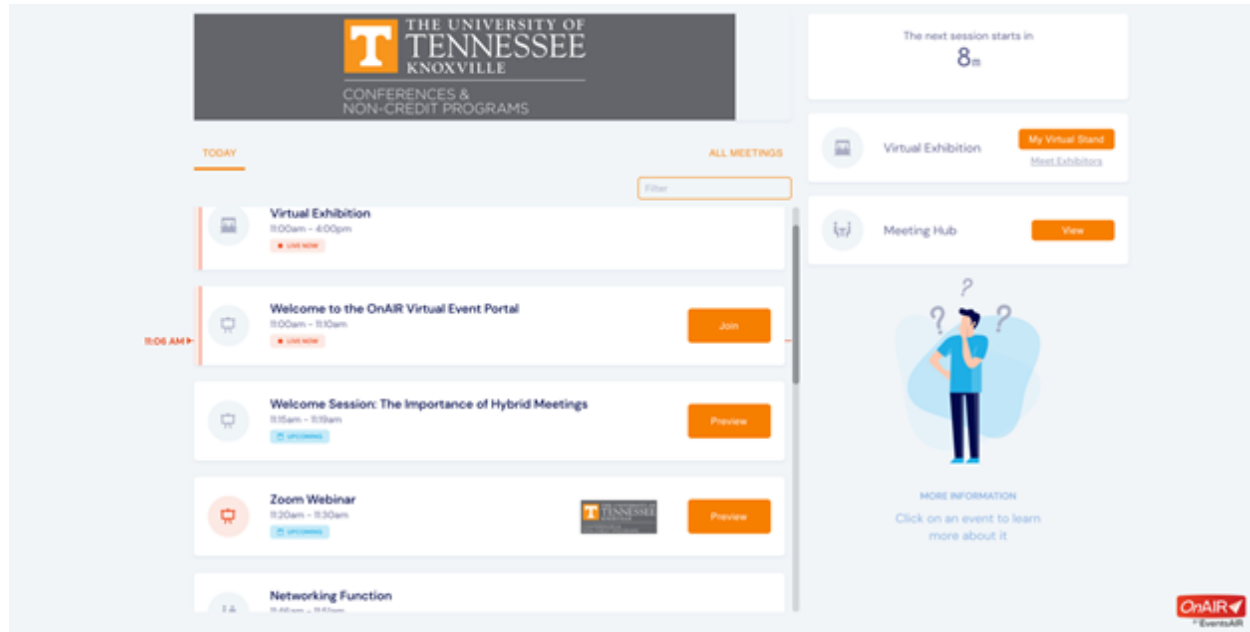 THE UNIVERSITY OF
TENNESSEE
KNOXVILLE
CONFERENCES &
NON-CREDIT PROGRAMS
TODAY
ALL MEETINGS
Filter
Virtual Exhibition
11:00am - 4:00pm
LIVE NOW
Welcome to the OnAIR Virtual Event Portal
11:00am - 11:10am
LIVE NOW
Join
11:06 AM
Welcome Session: The Importance of Hybrid Meetings
11:15am - 11:19am
UPCOMING
Preview
Zoom Webinar
11:20am - 11:30am
UPCOMING
TENNESSEE
Preview
Networking Function
The next session starts in
8m
Virtual Exhibition
My Virtual Stand
Meet Exhibitors
Meeting Hub
View
? ? ?
MORE INFORMATION
Click on an event to learn
more about it
OnAIR
BY EventsAIR